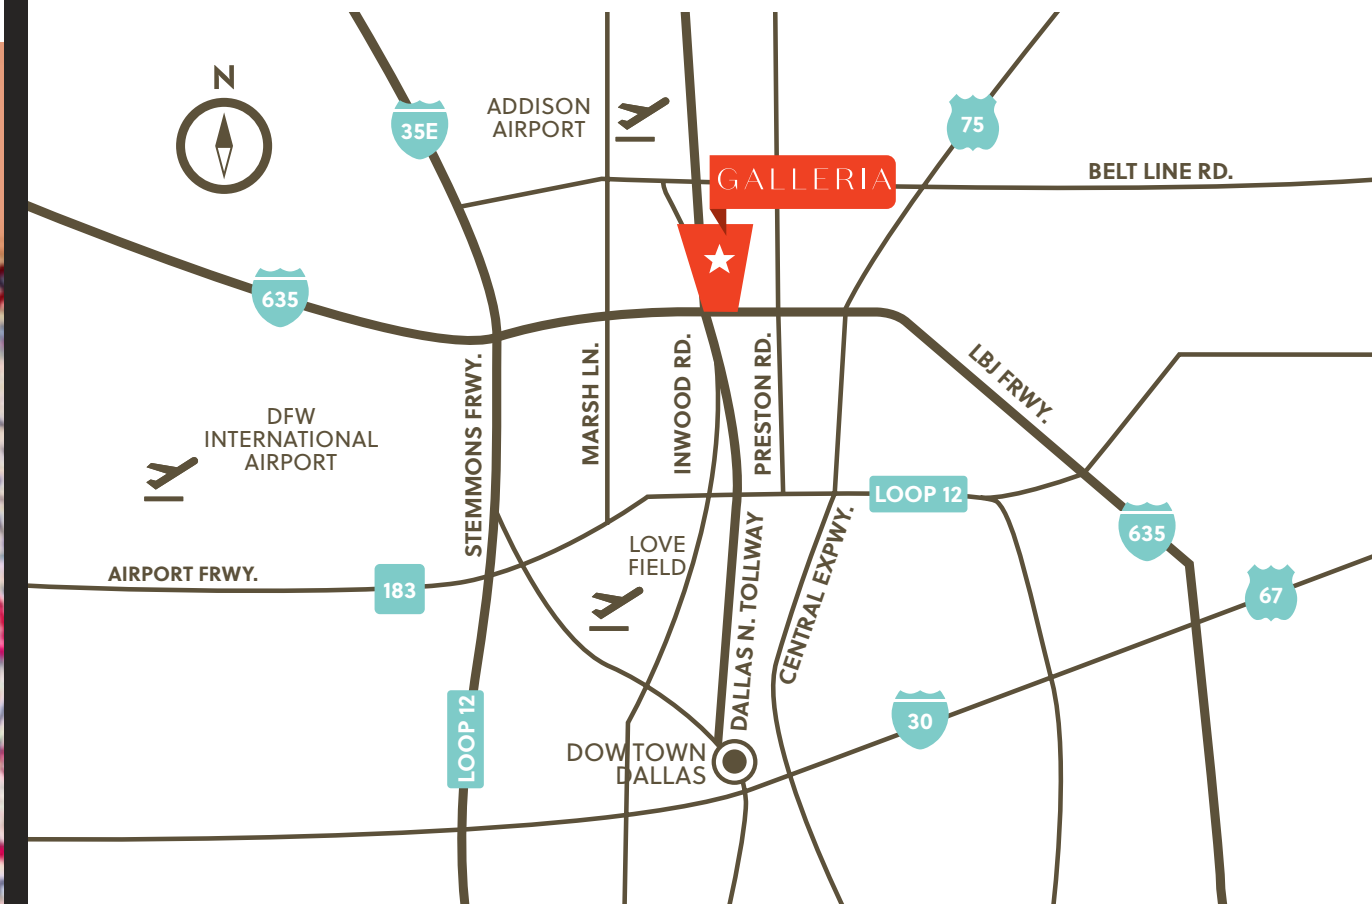 N
35E
ADDISON
AIRPORT
75
GALLERIA
BELT LINE RD.
635
STEMMONS FRWY.
MARSH LN.
INWOOD RD.
PRESTON RD.
LBJ FRWY.
DFW
INTERNATIONAL
AIRPORT
LOOP 12
635
LOVE
FIELD
DALLAS N. TOLLWAY
CENTRAL EXPWY.
AIRPORT FRWY.
183
67
LOOP 12
30
DOW TOWN
DALLAS